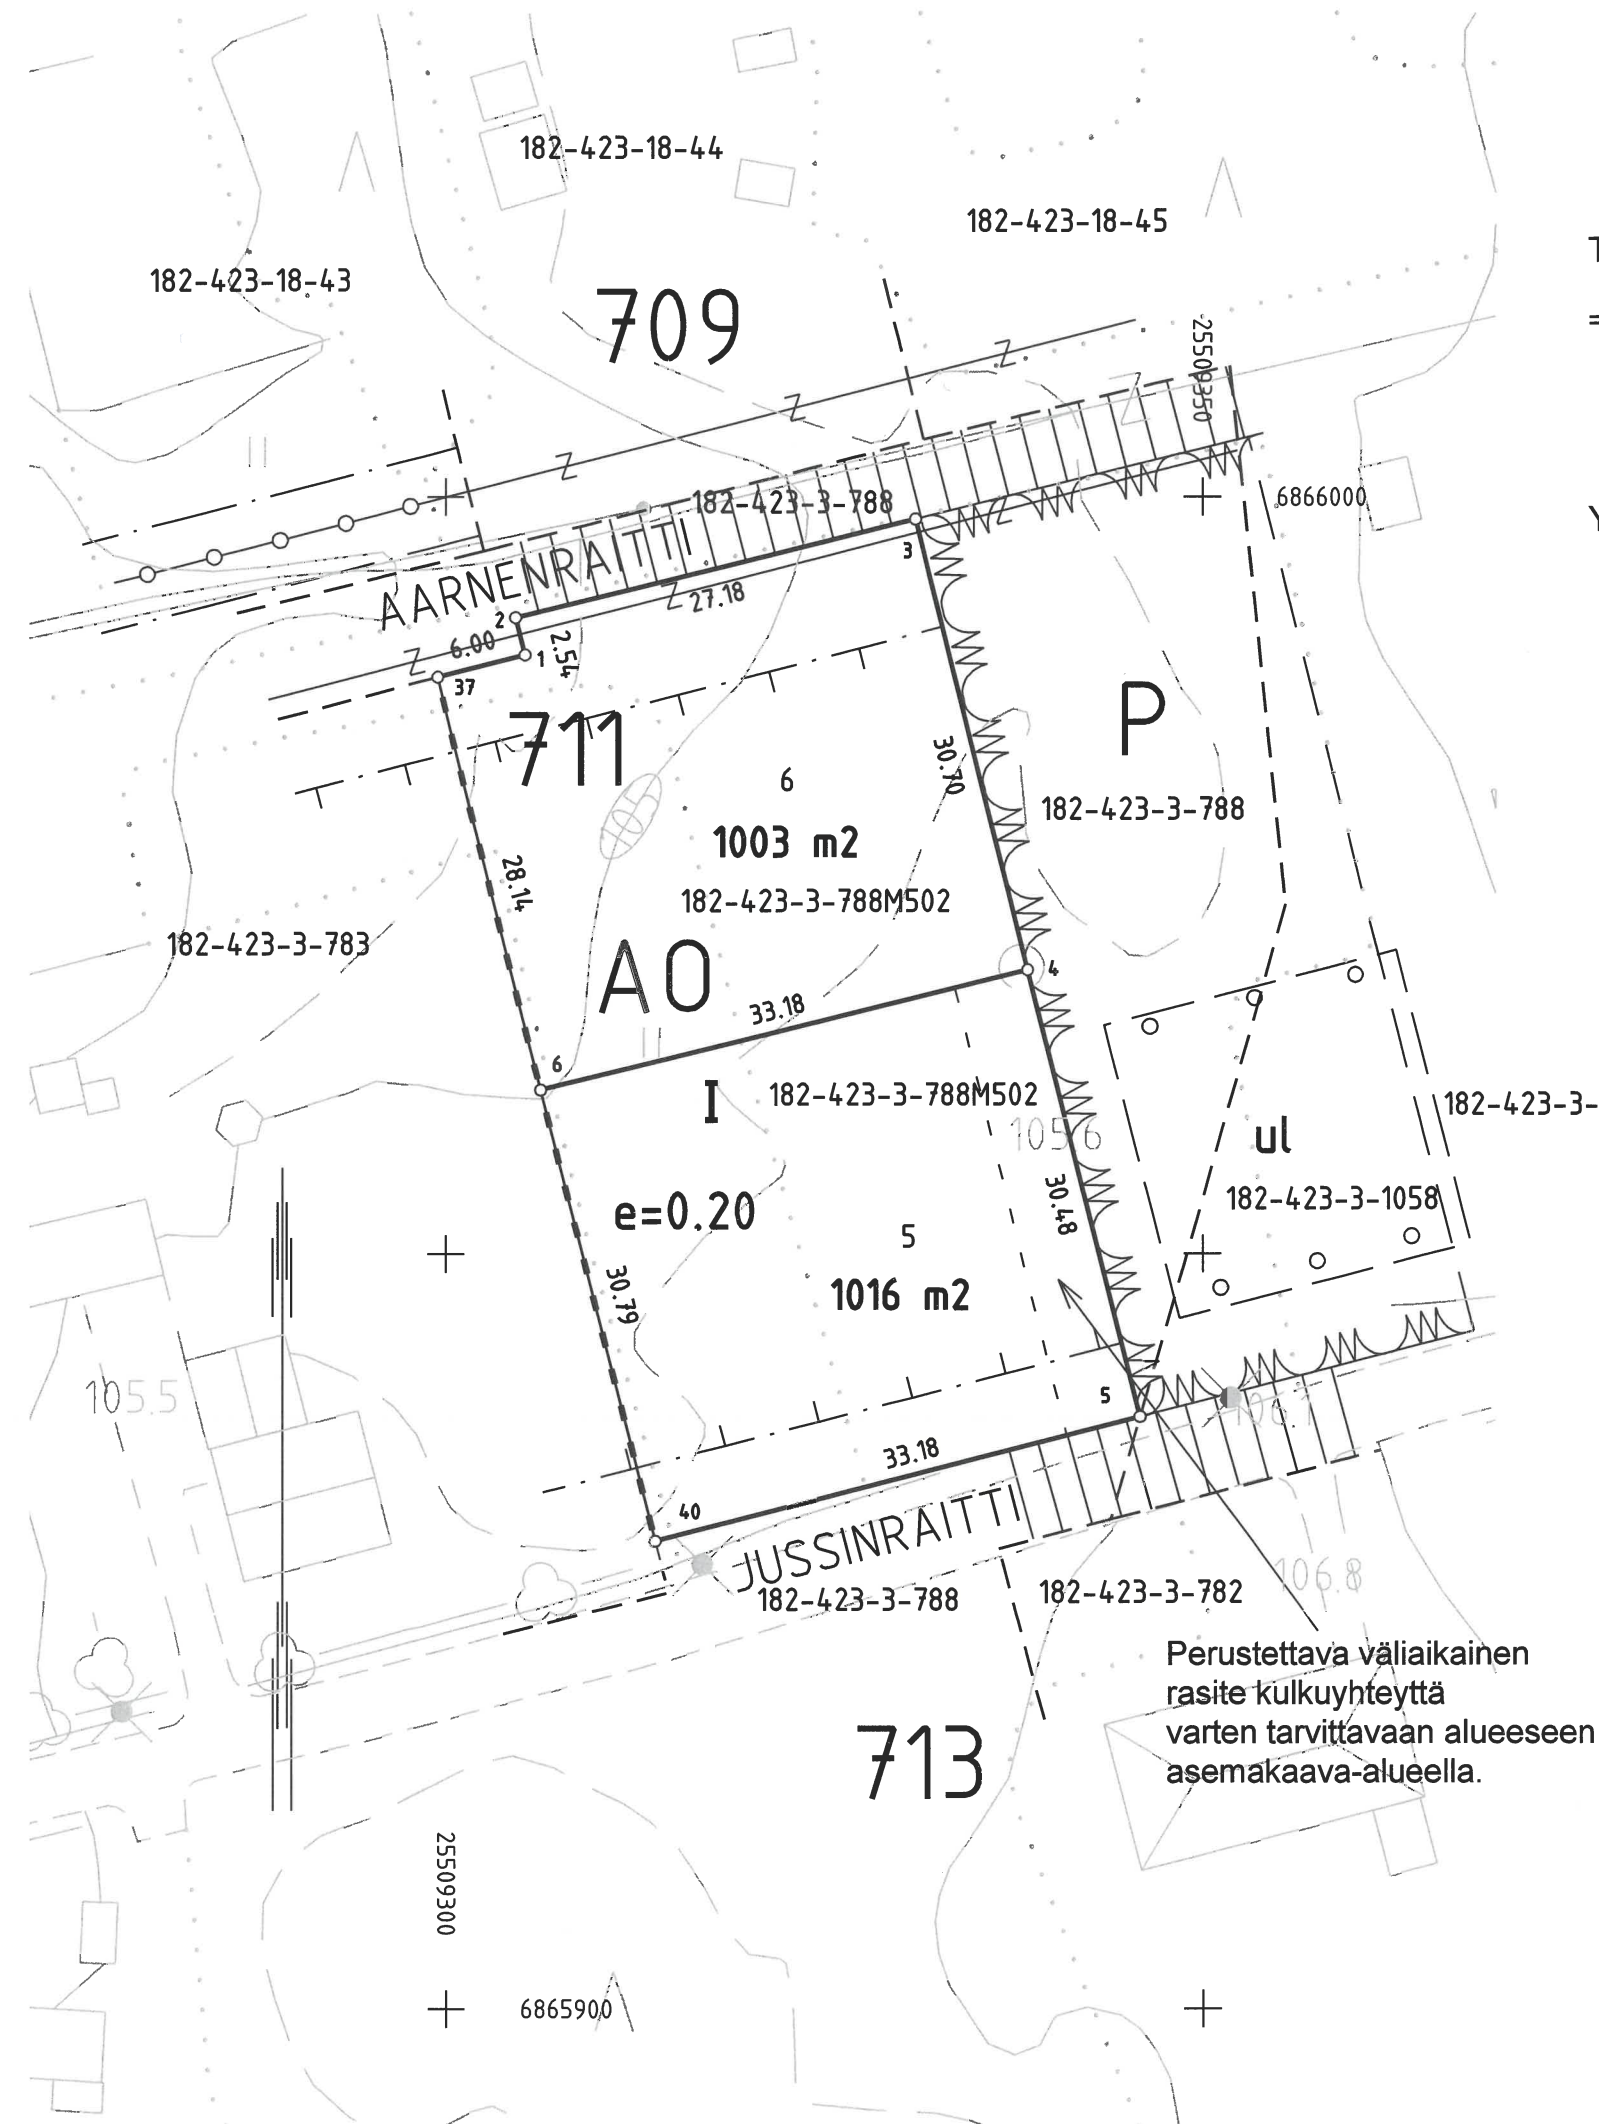 182-423-18-44
182-423-18-45
182-423-18-43
709
25509350
6866000
182-423-3-788
AARNENRAITTI
3
27.18
2
6.00
1
2.54
37
711
P
30.70
6
105
182-423-3-788
1003 m2
28.14
182-423-3-788M502
182-423-3-783
AO
4
33.18
6
I
182-423-3-788M502
182-423-3-
105.6
ul
30.48
182-423-3-1058
e=0.20
5
30.79
1016 m2
105.5
5
106.1
33.18
40
JUSSINRAITTI
106.8
182-423-3-788
182-423-3-782
Perustettava väliaikainen
rasite kulkuyhteyttä
varten tarvittavaan alueeseen
asemakaava-alueella.
713
25509300
6865900